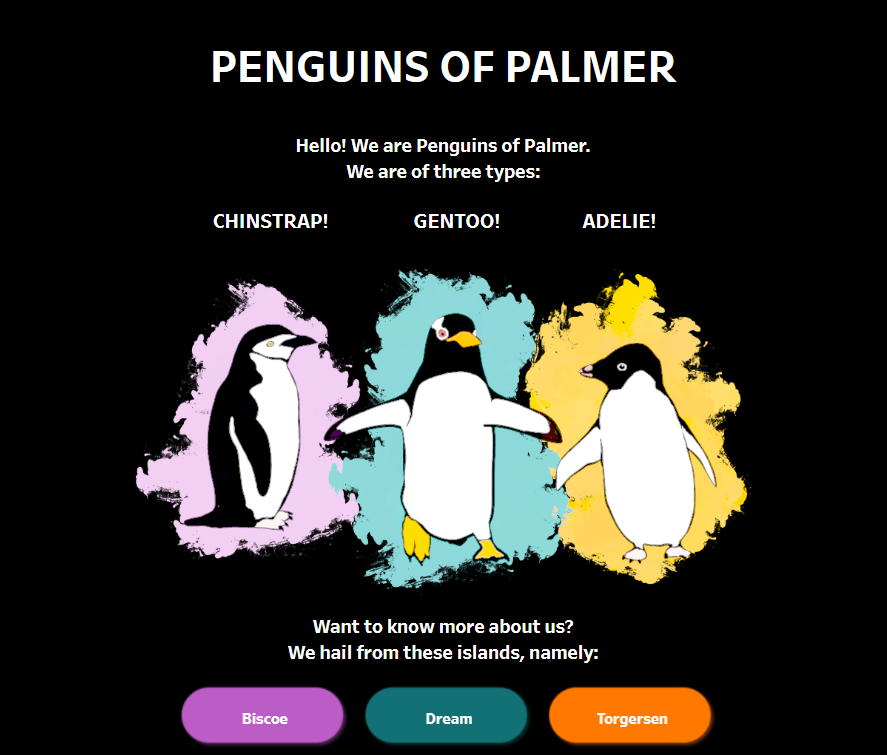 PENGUINS OF PALMER
Hello! We are Penguins of Palmer.
We are of three types:
CHINSTRAP! GENTOO! ADELIE!
Want to know more about us?
We hail from these islands, namely:
Biscoe Dream Torgersen